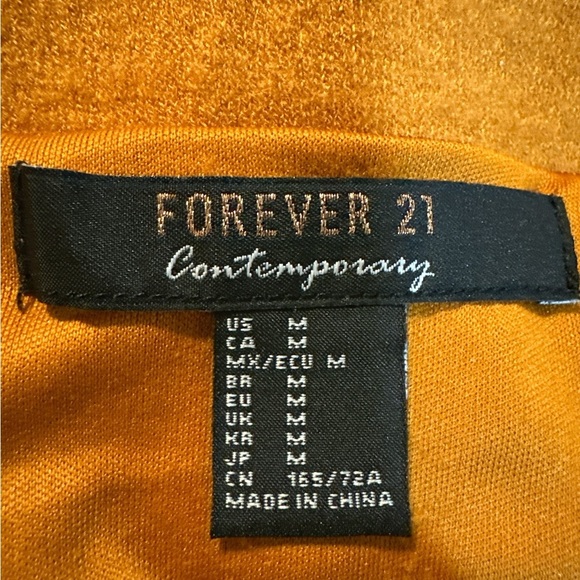 FOREVER 21
Contemporary
US M
CA M
MX/ECU M
BR M
EU M
UK M
KR M
JP M
CN 165/72A
MADE IN CHINA